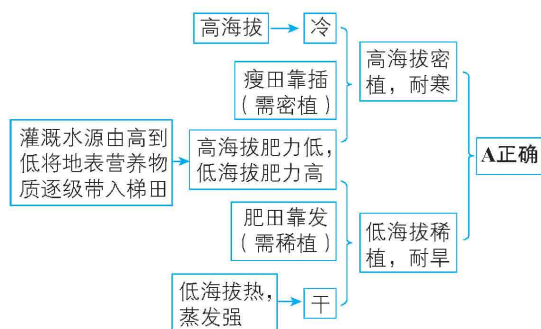 高海拔
冷
瘦田靠插
（需密植）
高海拔密
植，耐寒
灌溉水源由高到
低将地表营养物
质逐级带入梯田
高海拔肥力低，
低海拔肥力高
A正确
肥田靠发
（需稀植）
低海拔稀
植，耐旱
低海拔热，
蒸发强
干